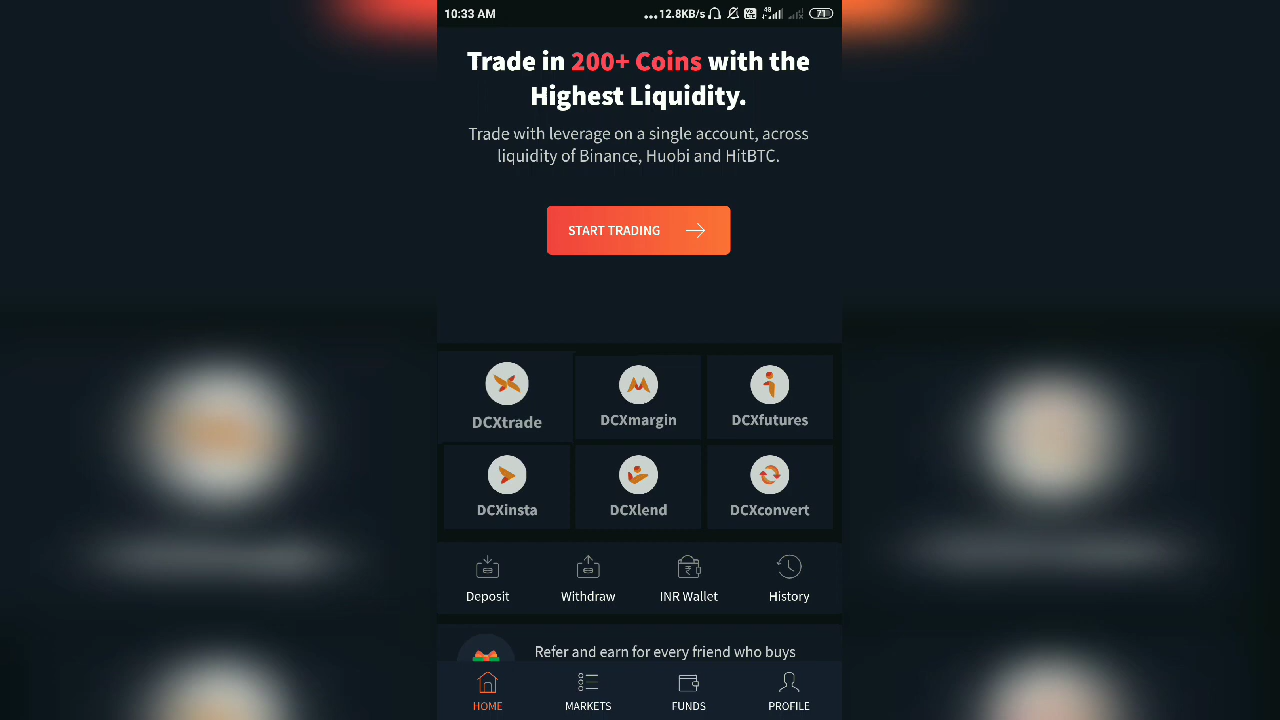 10:33 AM
...12.8KB/s
4G
71
Trade in 200+ Coins with the
Highest Liquidity.
Trade with leverage on a single account, across
liquidity of Binance, Huobi and HitBTC.
START TRADING
DCXtrade
DCXmargin
DCXfutures
DCXinsta
DCXlend
DCXconvert
Deposit
Withdraw
INR Wallet
History
Refer and earn for every friend who buys
HOME
MARKETS
FUNDS
PROFILE